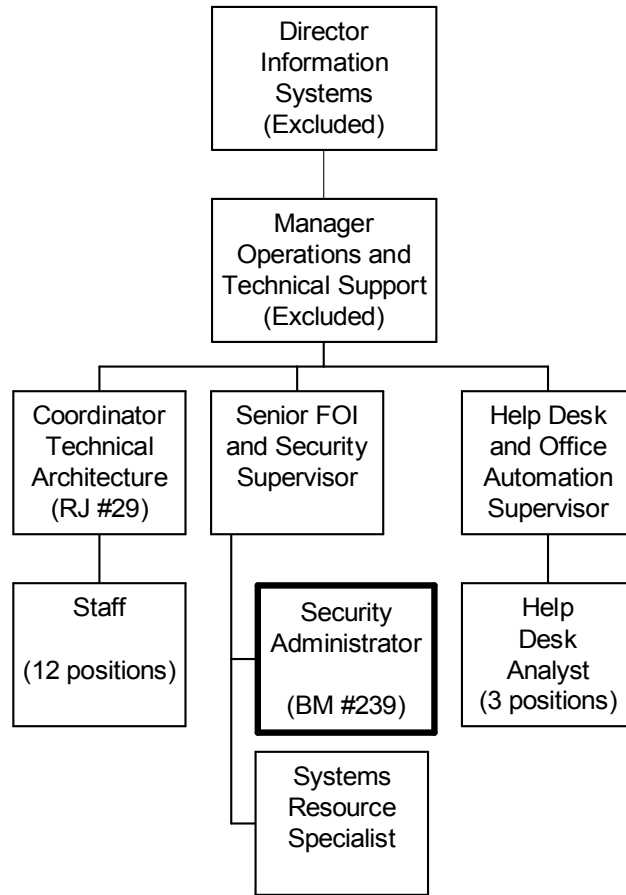 Director
Information
Systems
(Excluded)
Manager
Operations and
Technical Support
(Excluded)
Coordinator
Technical
Architecture
(RJ #29)
Senior FOI
and Security
Supervisor
Help Desk
and Office
Automation
Supervisor
Staff
(12 positions)
Security
Administrator
(BM #239)
Help
Desk
Analyst
(3 positions)
Systems
Resource
Specialist